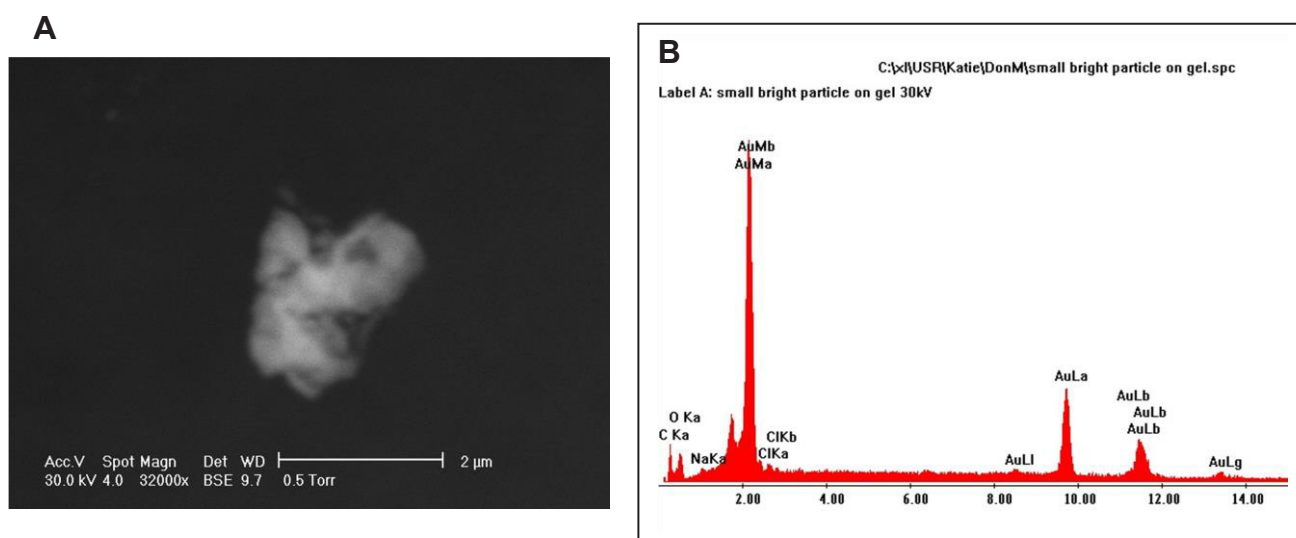 A
Acc.V Spot Magn Det WD 2 µm
30.0 kV 4.0 32000x BSE 9.7 0.5 Torr
B
C:\xl\USR\Katie\DonM\small bright particle on gel.spc
Label A: small bright particle on gel 30kV
AuMb
AuMa
AuLa
AuLb
AuLb
AuLb
O Ka
C Ka
ClKb
NaKa
ClKa
AuLl
AuLg
2.00 4.00 6.00 8.00 10.00 12.00 14.00